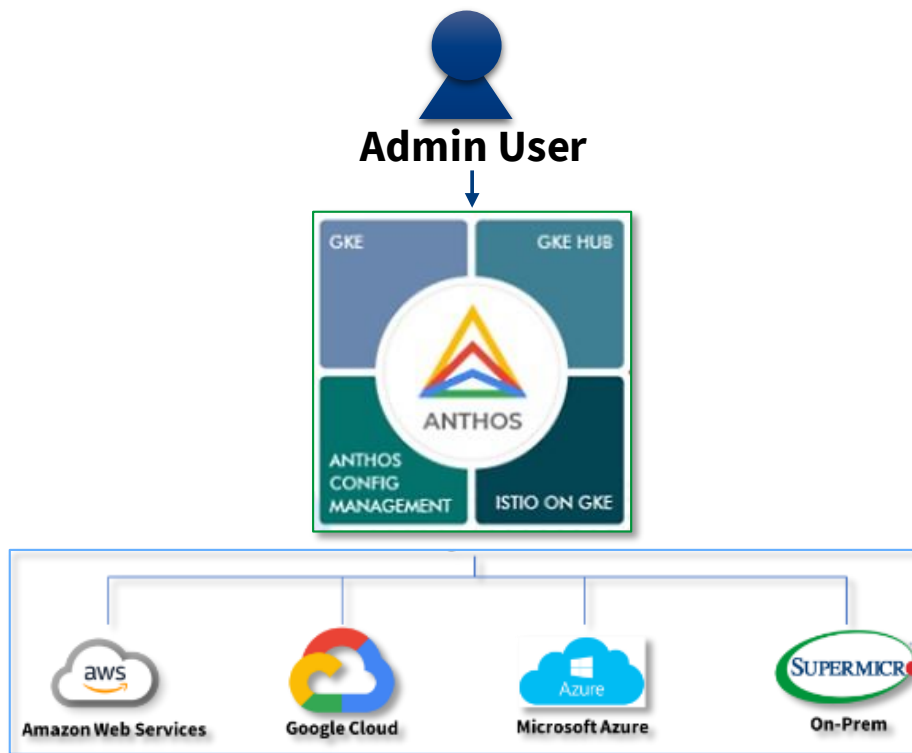 Admin User
GKE
GKE HUB
ANTHOS
ANTHOS
CONFIG
MANAGEMENT
ISTIO ON GKE
aws
Azure
Amazon Web Services
Google Cloud
Microsoft Azure
On-Prem